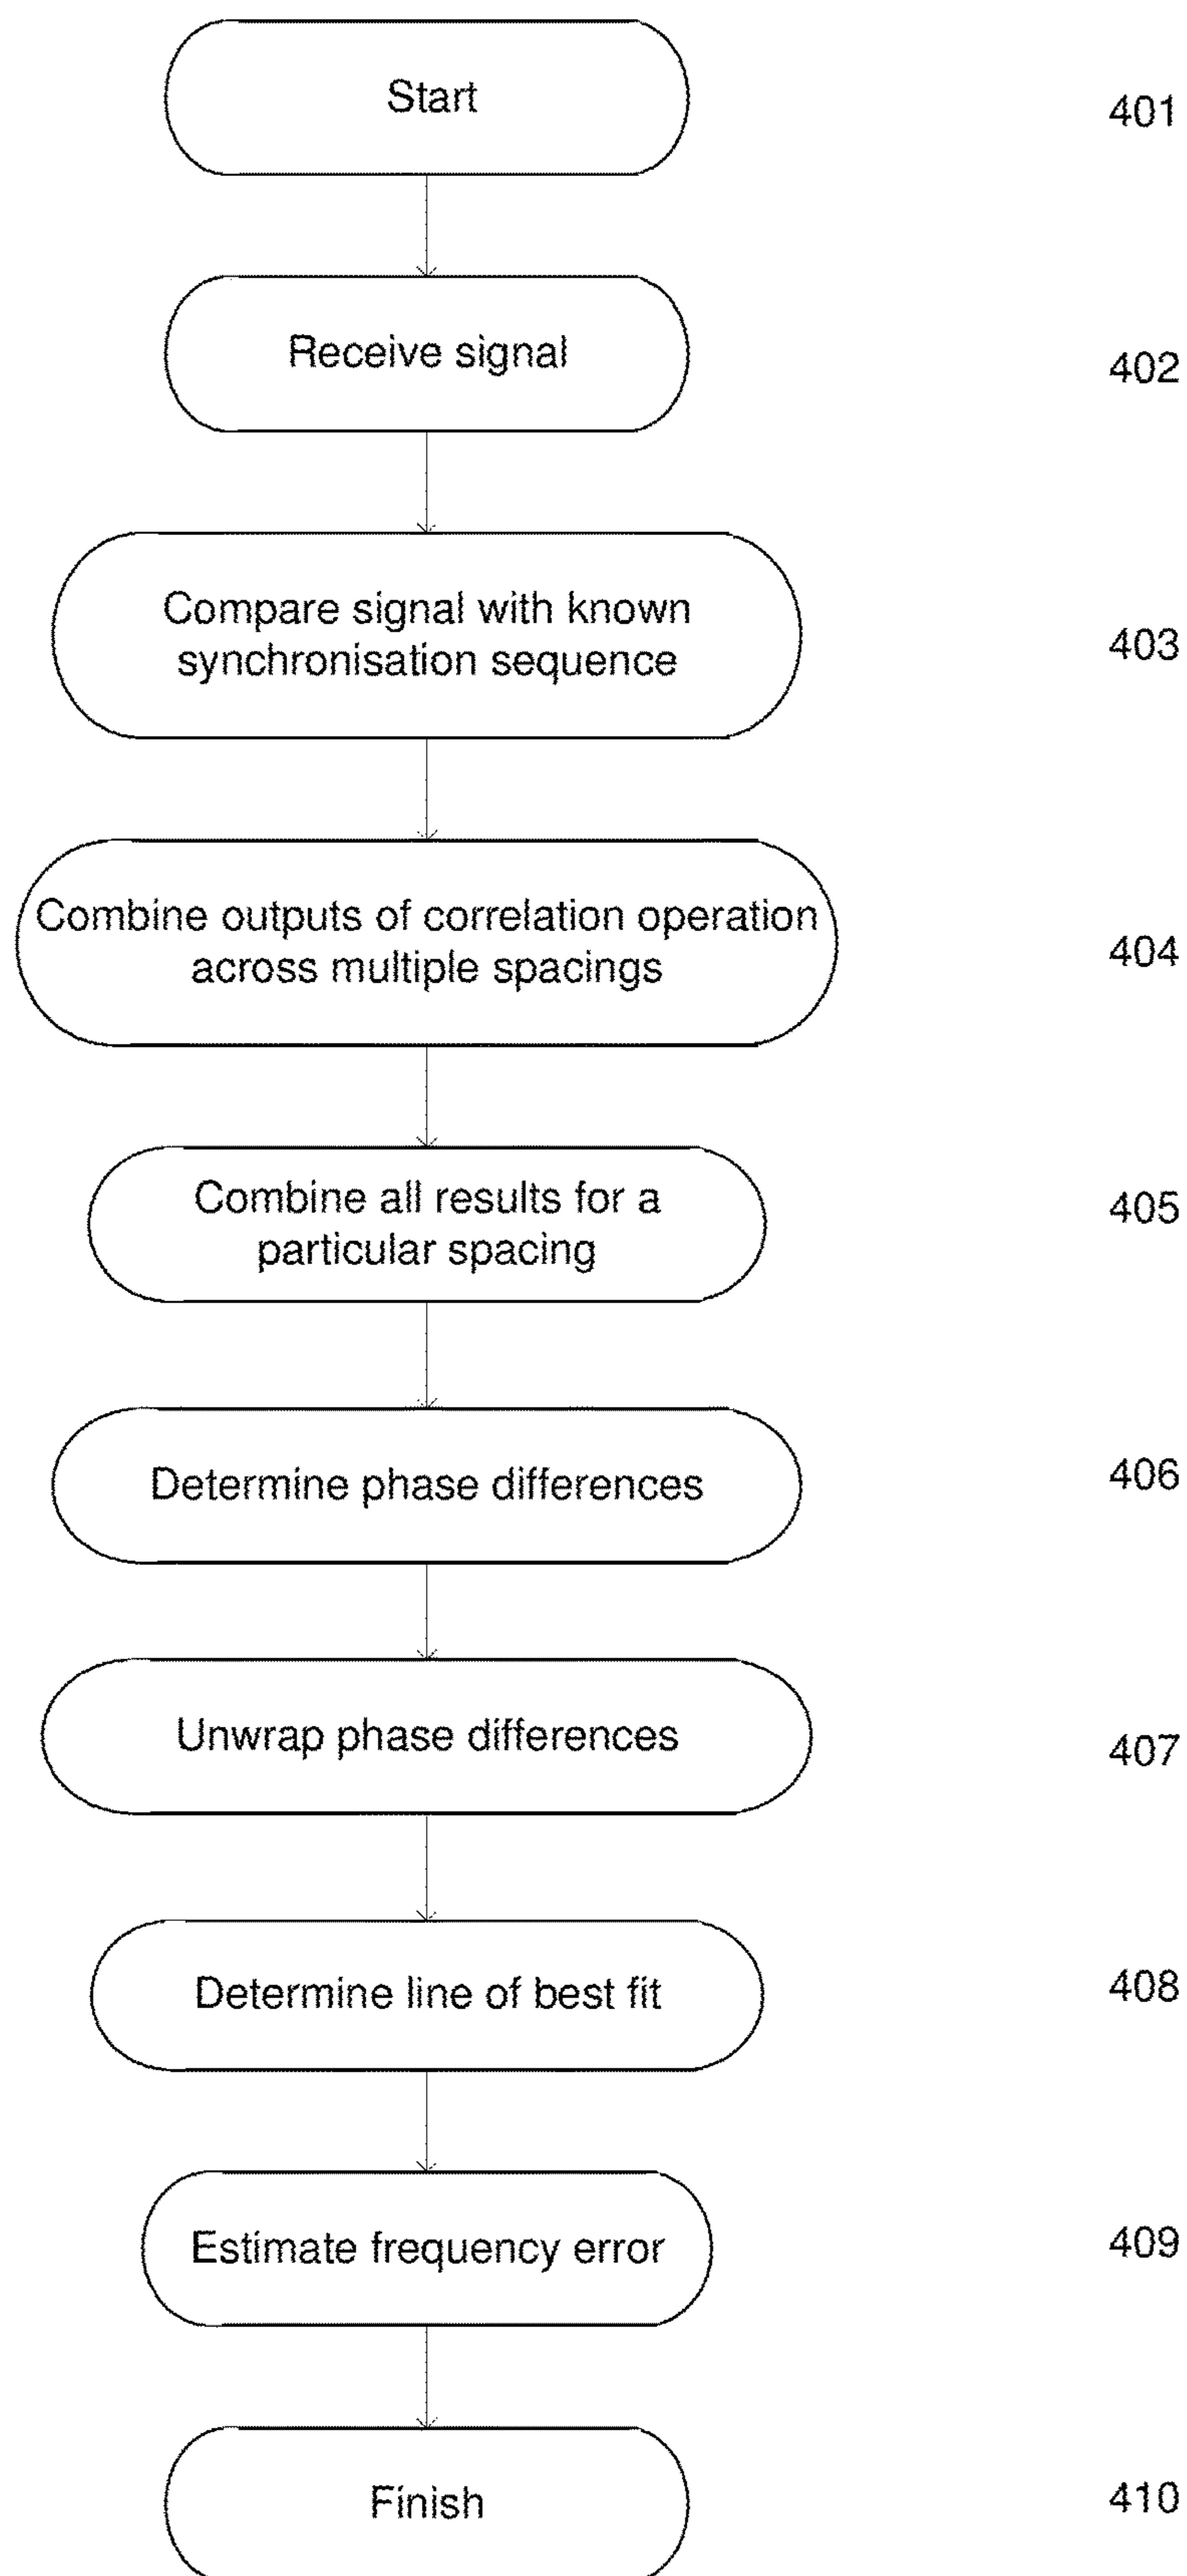 Start
401
Receive signal
402
Compare signal with known
synchronisation sequence
403
Combine outputs of correlation operation
across multiple spacings
404
Combine all results for a
particular spacing
405
Determine phase differences
406
Unwrap phase differences
407
Determine line of best fit
408
Estimate frequency error
409
Finish
410